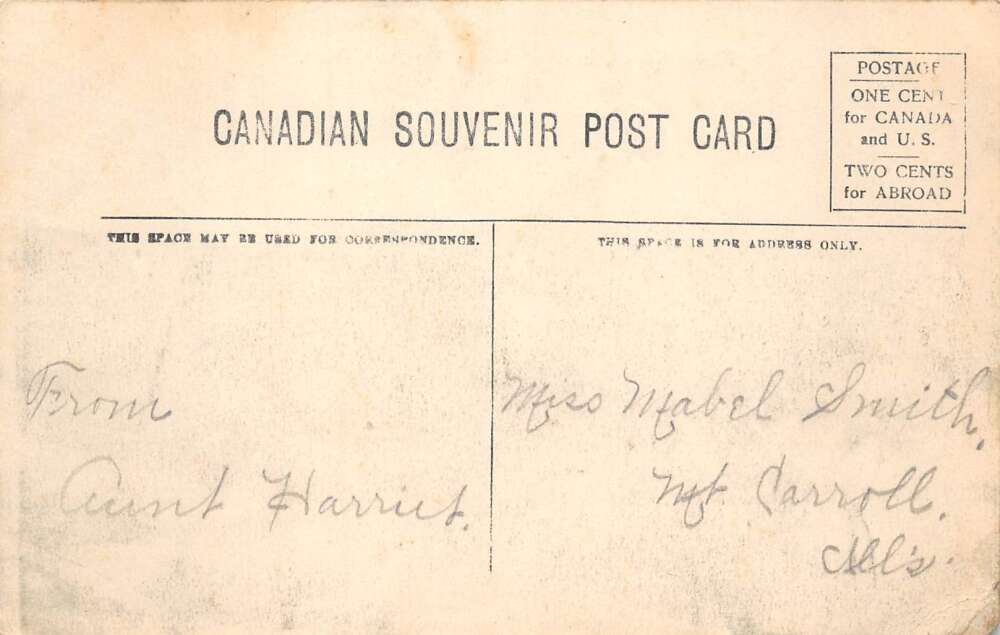 CANADIAN SOUVENIR POST CARD
POSTAGE
ONE CENT
for CANADA
and U. S.
TWO CENTS
for ABROAD
THIS SPACE MAY BE USED FOR CORRESPONDENCE.
THIS SPACE IS FOR ADDRESS ONLY.
From
Aunt Harriet.
Miss Mabel Smith,
Mt. Carroll.
Ill's.